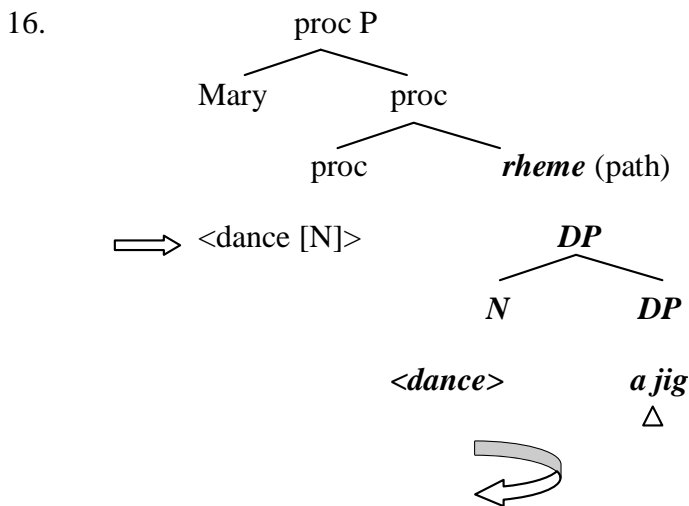 16. proc P
Mary proc
proc rheme (path)
<dance [N]> DP
N DP
<dance> a jig